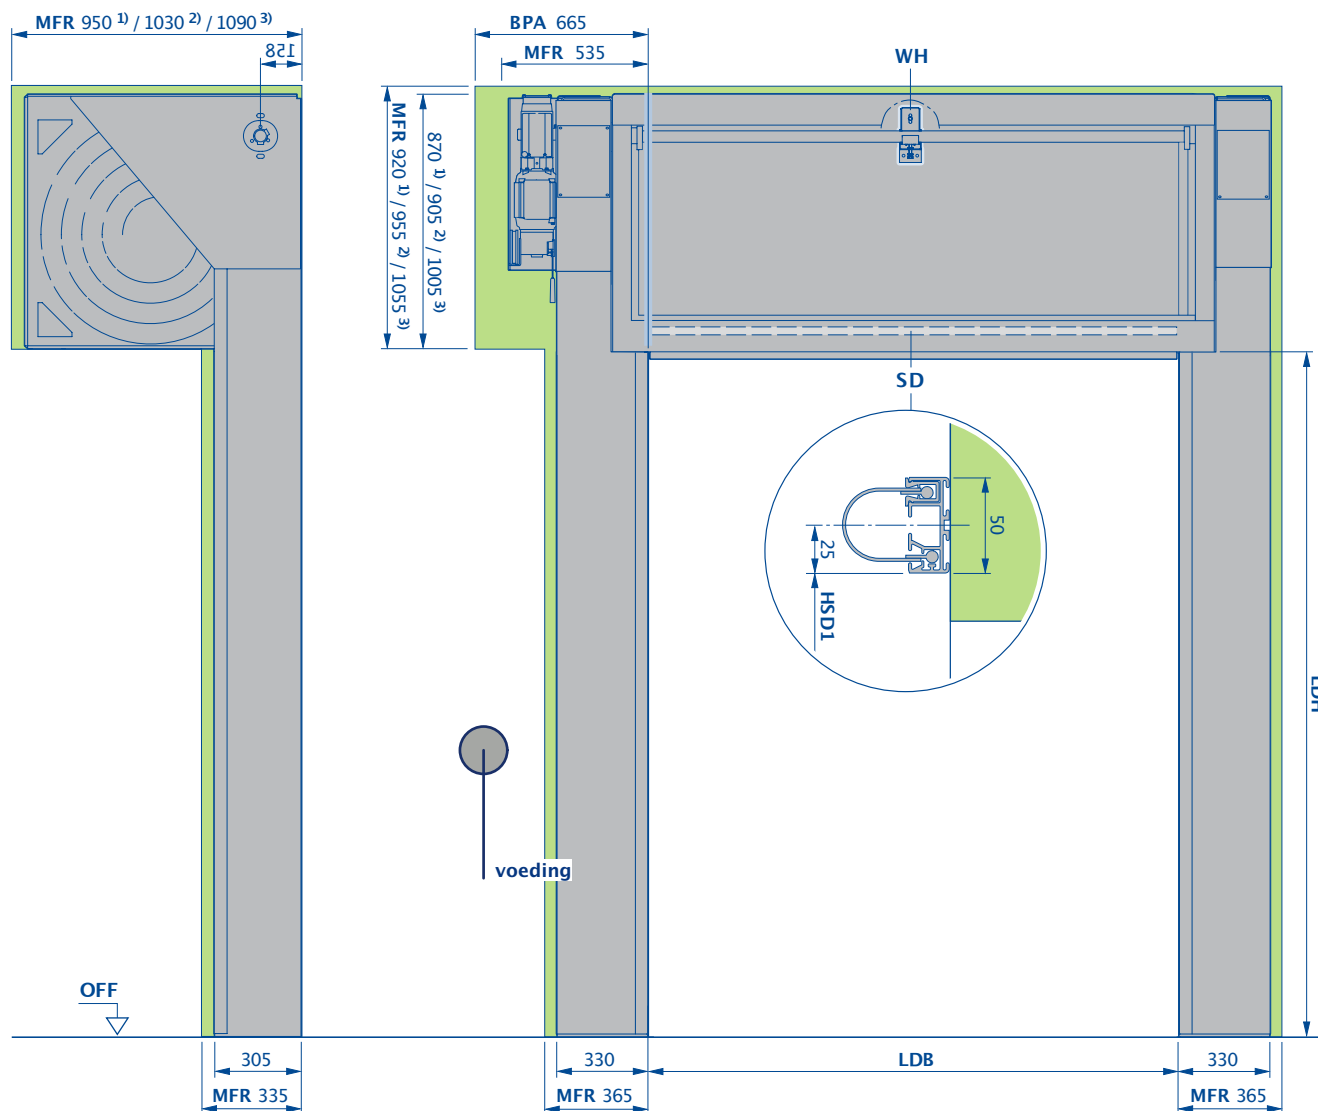 MFR 950 1) / 1030 2) / 1090 3)
158
BPA 665
MFR 535
WH
MFR 920 1) / 955 2) / 1055 3)
870 1) / 905 2) / 1005 3)
SD
50
25
HSD1
LDH
voeding
OFF
305
MFR 335
330
MFR 365
LDB
330
MFR 365